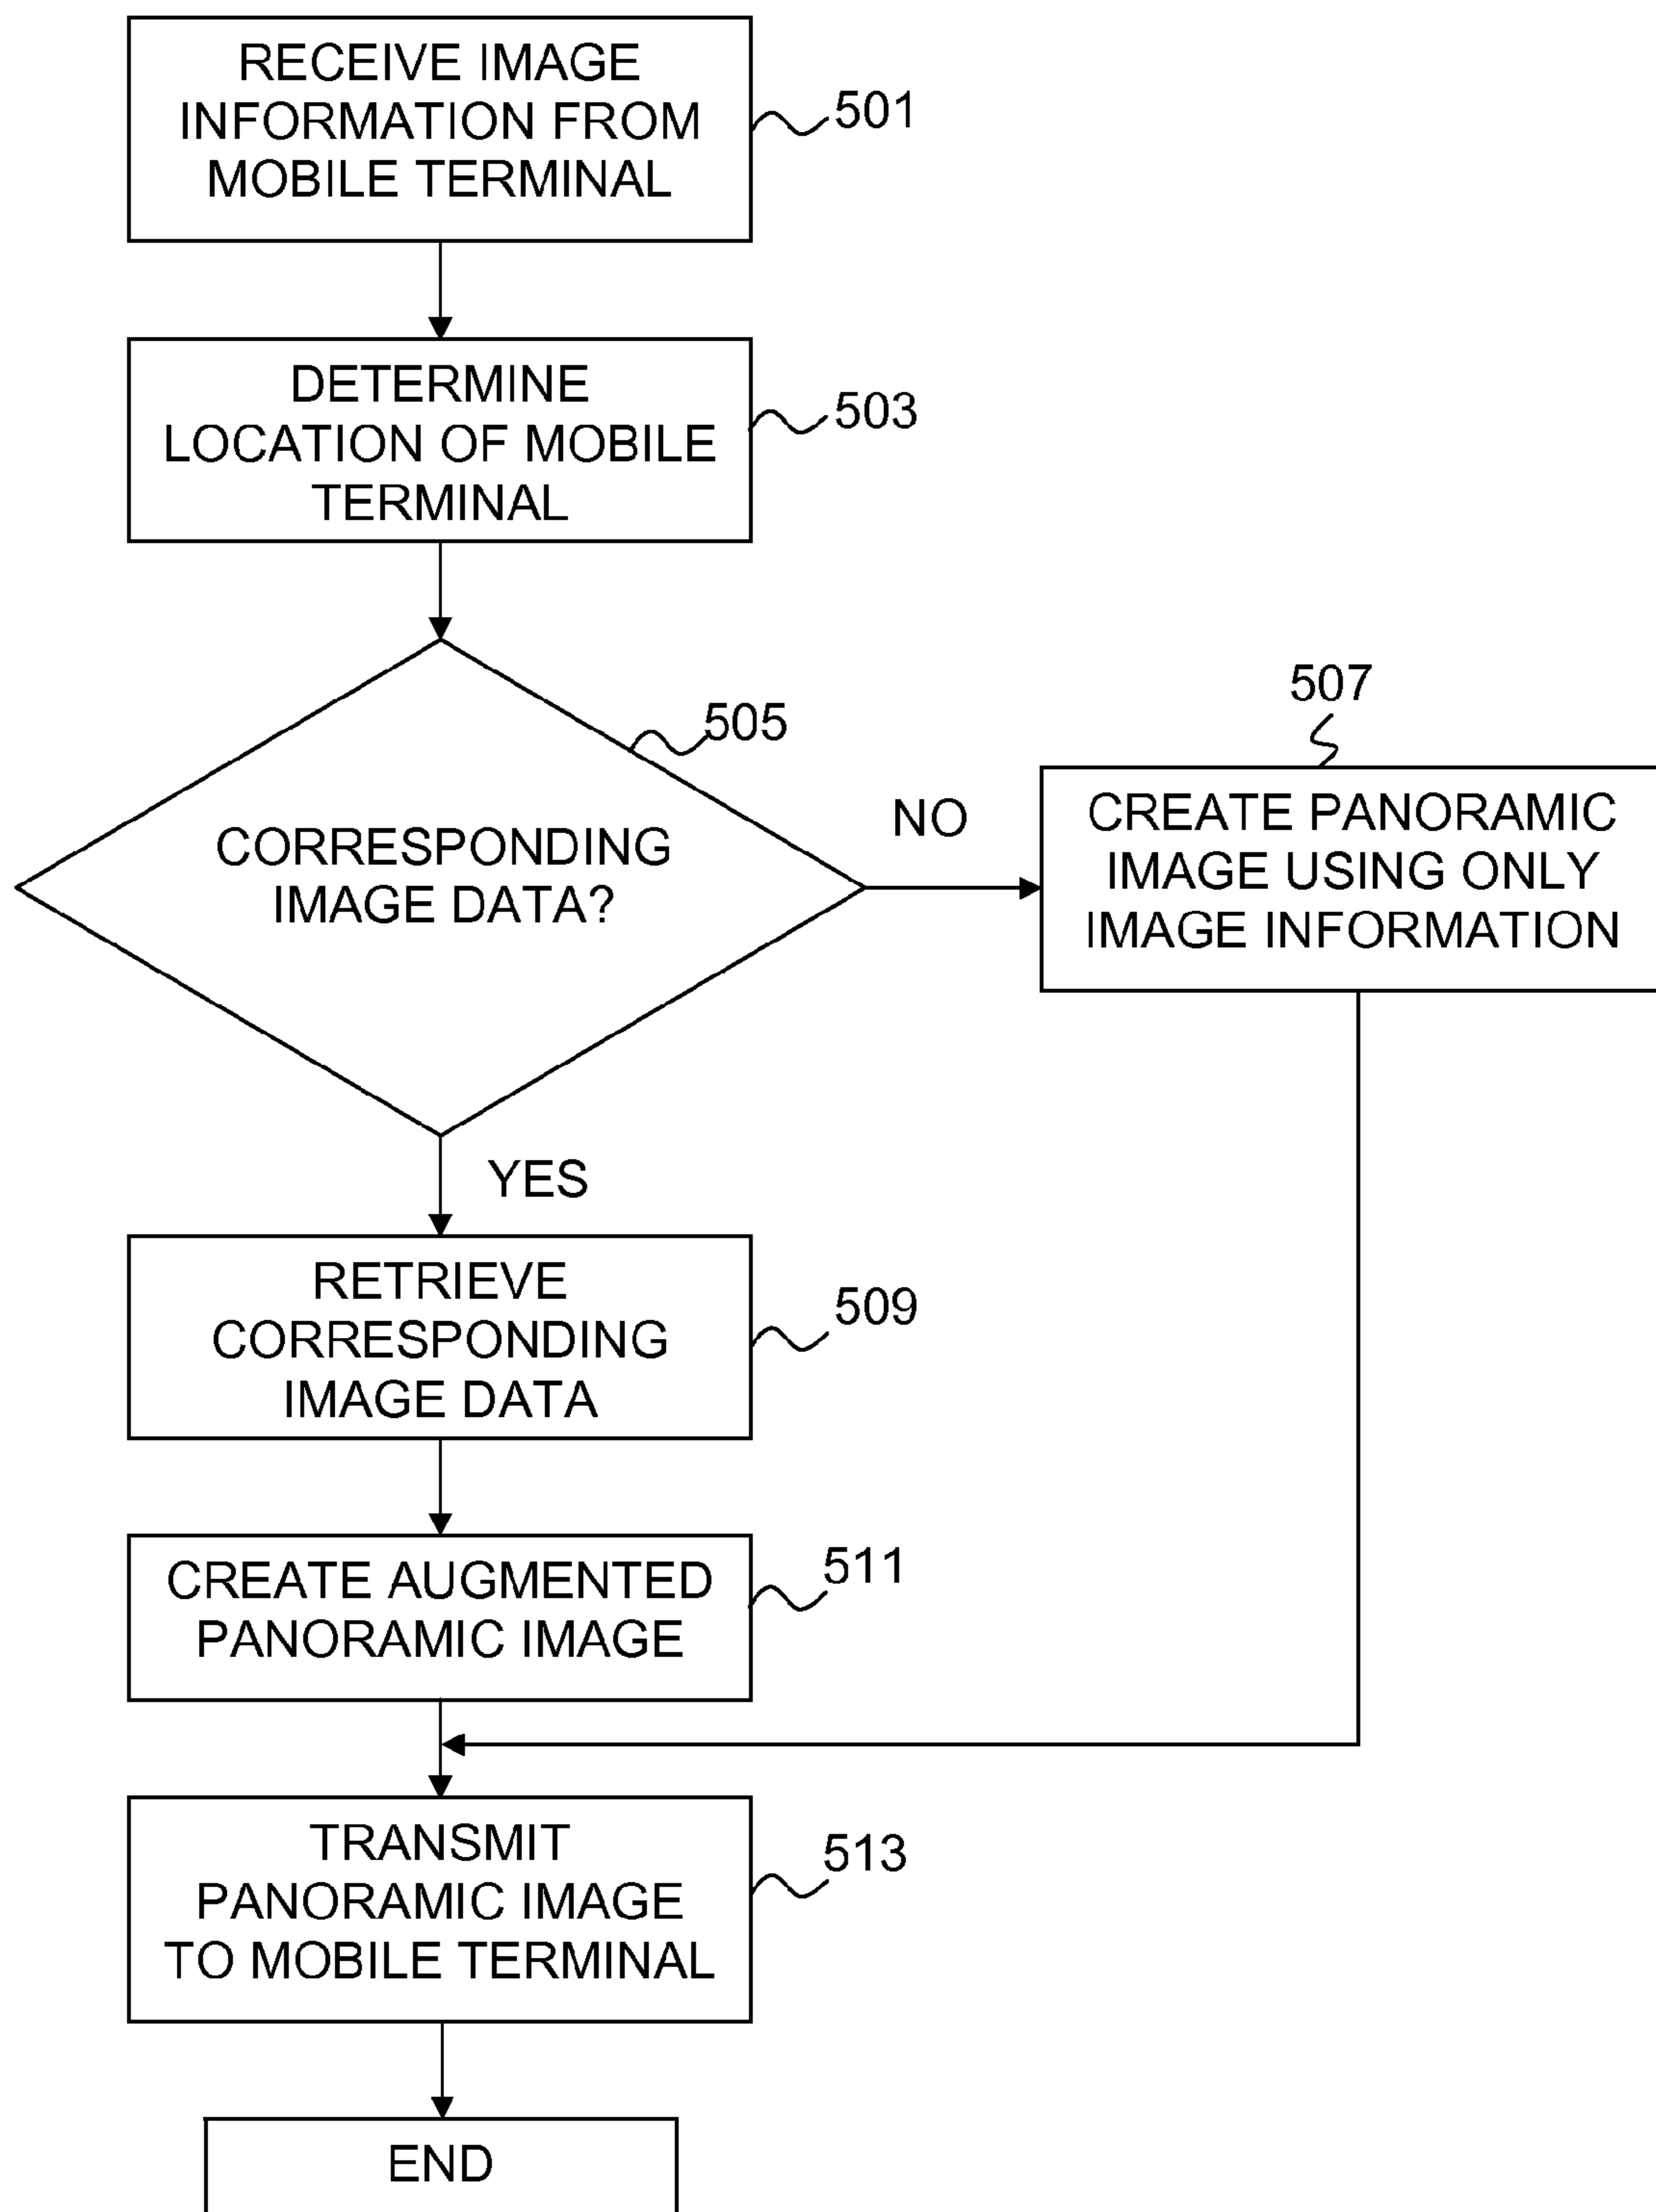 RECEIVE IMAGE
INFORMATION FROM
MOBILE TERMINAL
501
DETERMINE
LOCATION OF MOBILE
TERMINAL
503
505
CORRESPONDING
IMAGE DATA?
NO
507
CREATE PANORAMIC
IMAGE USING ONLY
IMAGE INFORMATION
YES
RETRIEVE
CORRESPONDING
IMAGE DATA
509
CREATE AUGMENTED
PANORAMIC IMAGE
511
TRANSMIT
PANORAMIC IMAGE
TO MOBILE TERMINAL
513
END